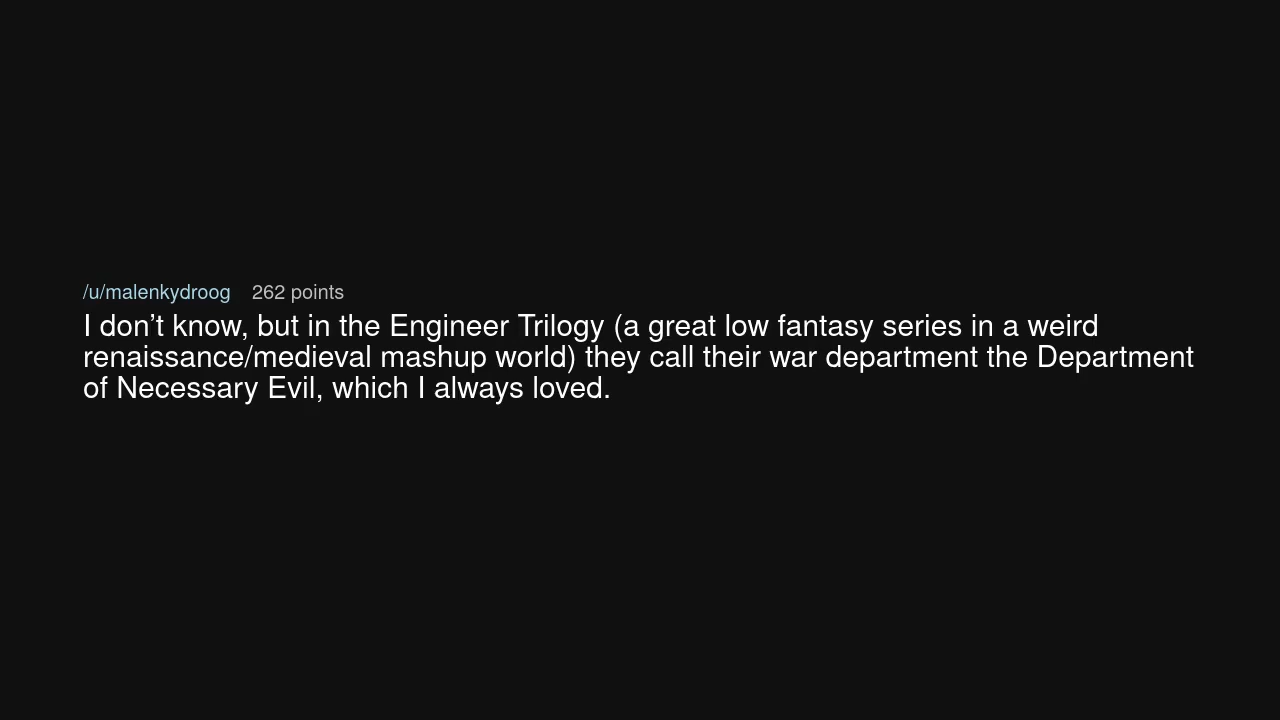 /u/malenkydroog 262 points
I don’t know, but in the Engineer Trilogy (a great low fantasy series in a weird
renaissance/medieval mashup world) they call their war department the Department
of Necessary Evil, which I always loved.